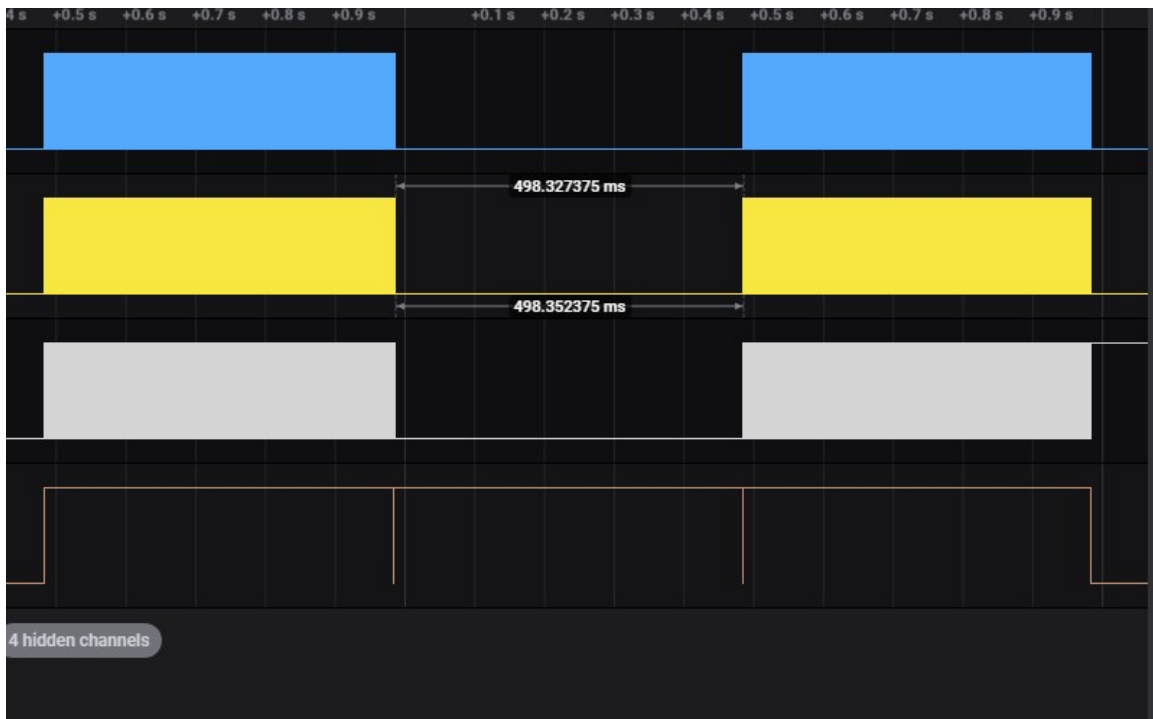 4 s +0.5 s +0.6 s +0.7 s +0.8 s +0.9 s +0.1 s +0.2 s +0.3 s +0.4 s +0.5 s +0.6 s +0.7 s +0.8 s +0.9 s
498.327375 ms
498.352375 ms
4 hidden channels